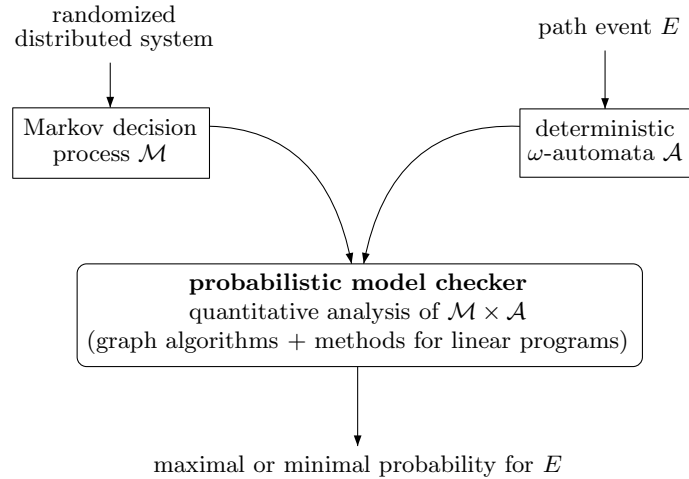 randomized
distributed system
path event E
Markov decision
process ℳ
deterministic
ω-automata 𝒜
probabilistic model checker
quantitative analysis of ℳ × 𝒜
(graph algorithms + methods for linear programs)
maximal or minimal probability for E